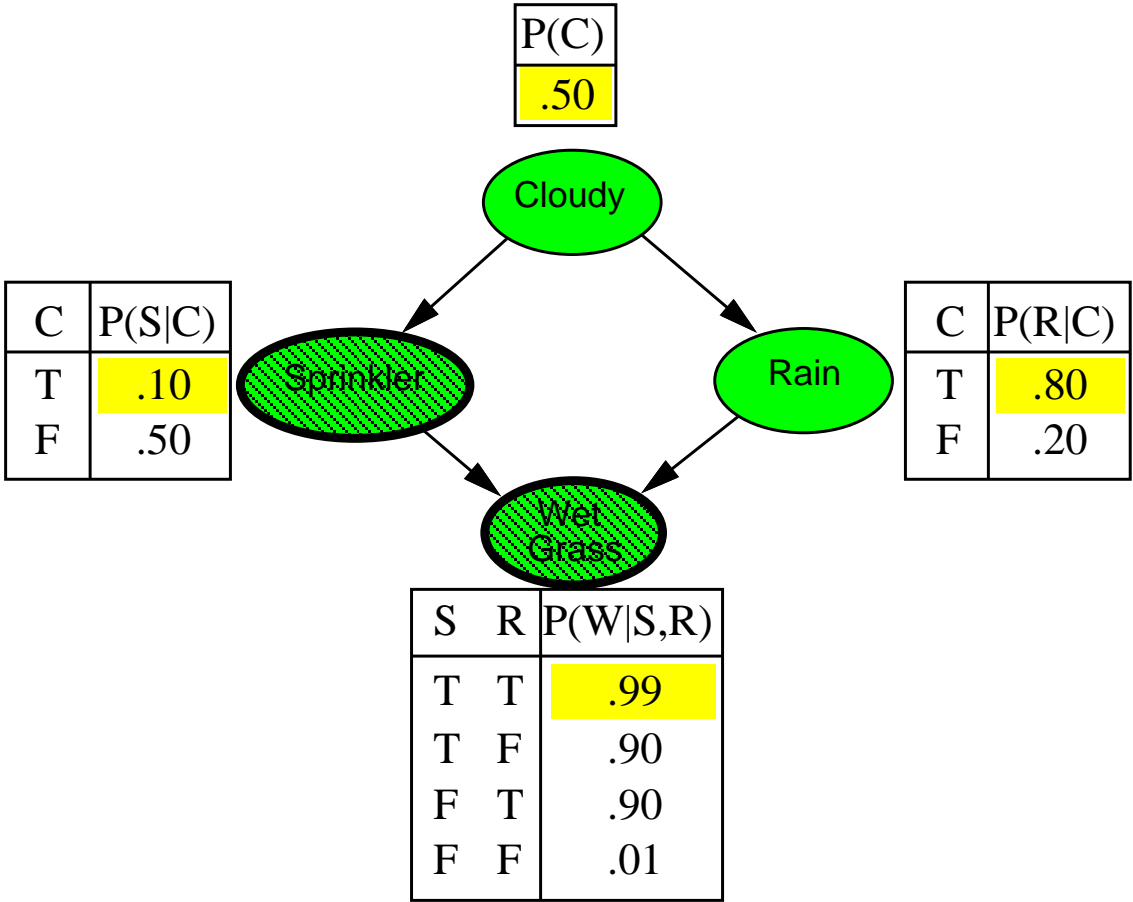 P(C)
.50
Cloudy
C P(S|C)
T .10
F .50
Sprinkler
Rain
C P(R|C)
T .80
F .20
Wet
Grass
S R P(W|S,R)
T T .99
T F .90
F T .90
F F .01